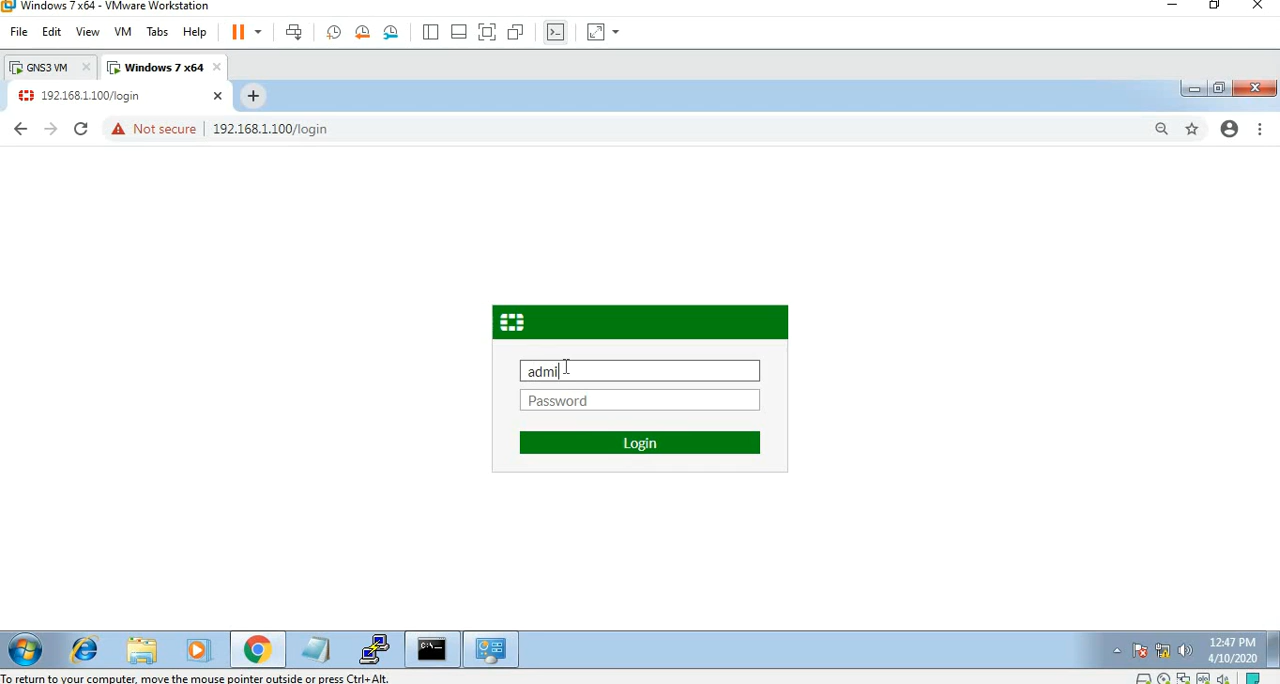 Windows 7 x64 - VMware Workstation
File Edit View VM Tabs Help
GNS3 VM Windows 7 x64
192.168.1.100/login
Not secure 192.168.1.100/login
admi
Password
Login
C:\
12:47 PM
4/10/2020
To return to your computer, move the mouse pointer outside or press Ctrl+Alt.